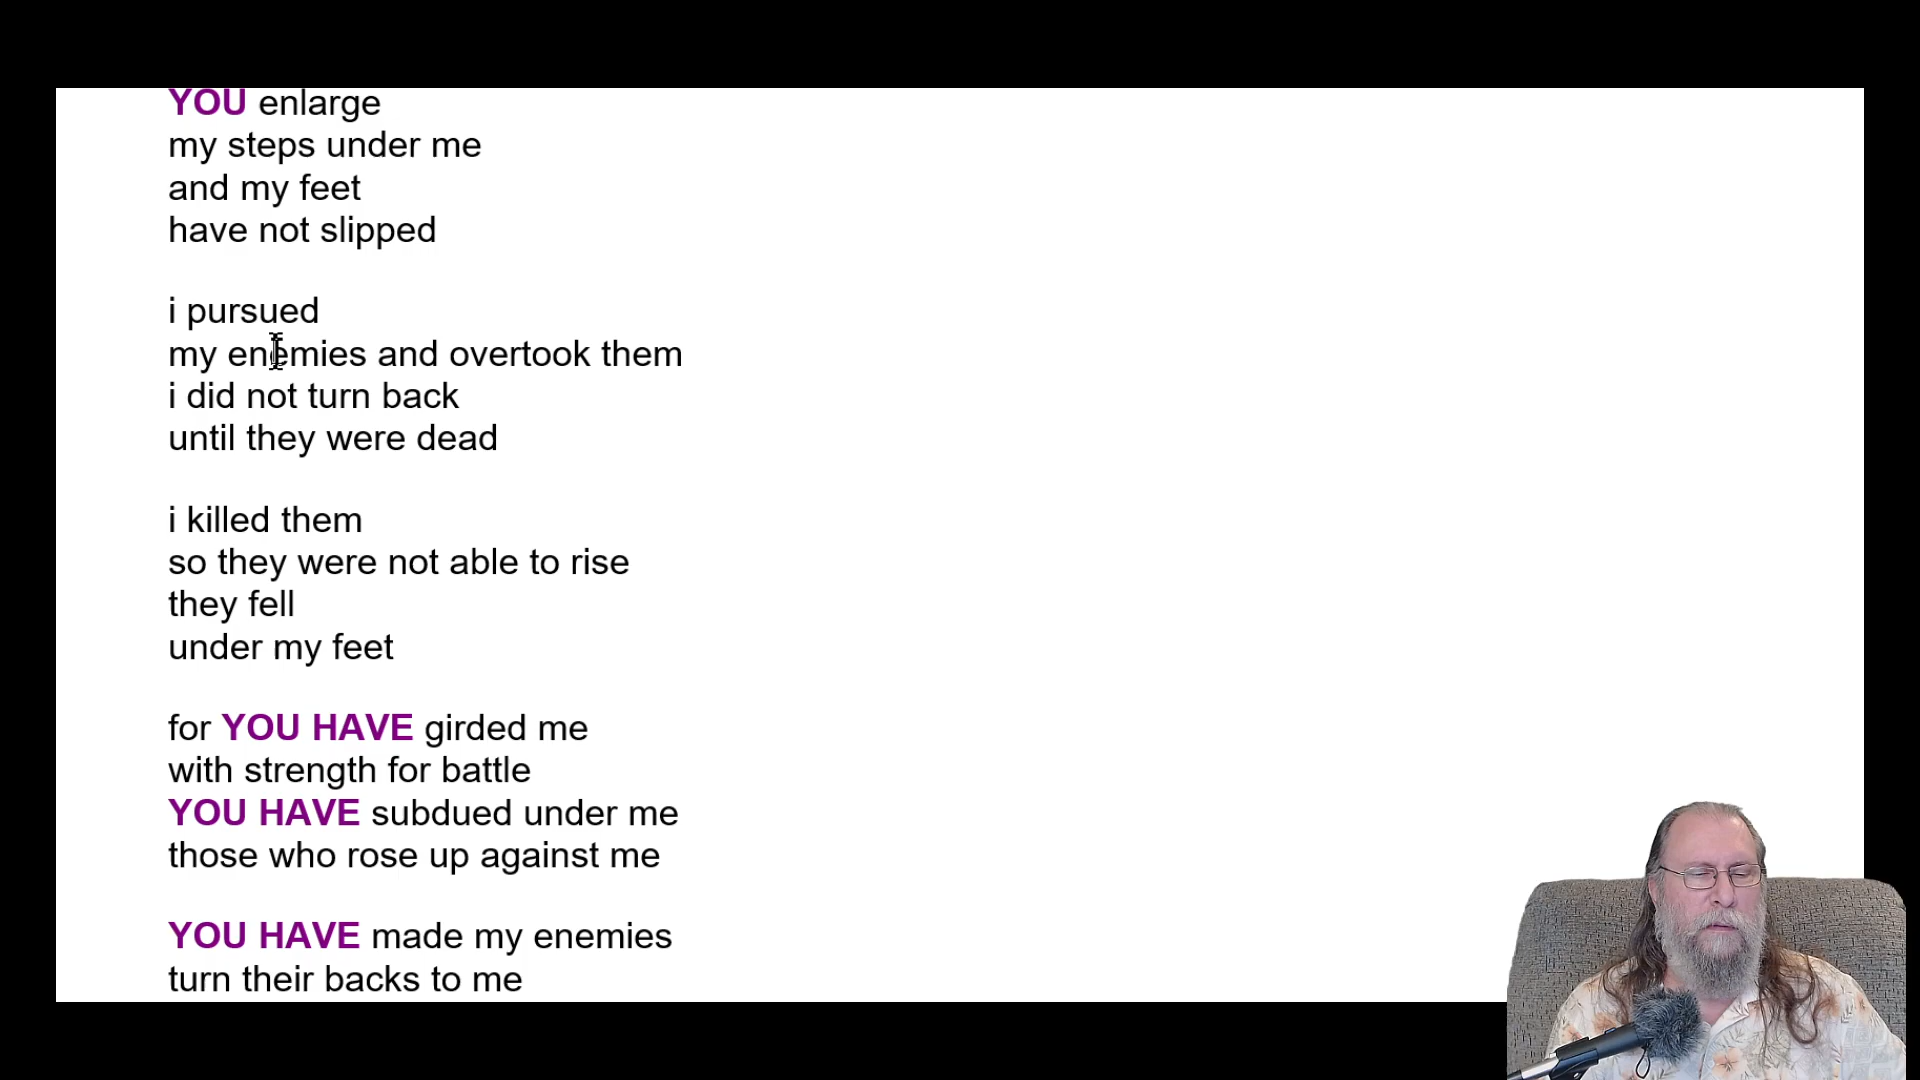 YOU enlarge
my steps under me
and my feet
have not slipped
i pursued
my enemies and overtook them
i did not turn back
until they were dead
i killed them
so they were not able to rise
they fell
under my feet
for YOU HAVE girded me
with strength for battle
YOU HAVE subdued under me
those who rose up against me
YOU HAVE made my enemies
turn their backs to me